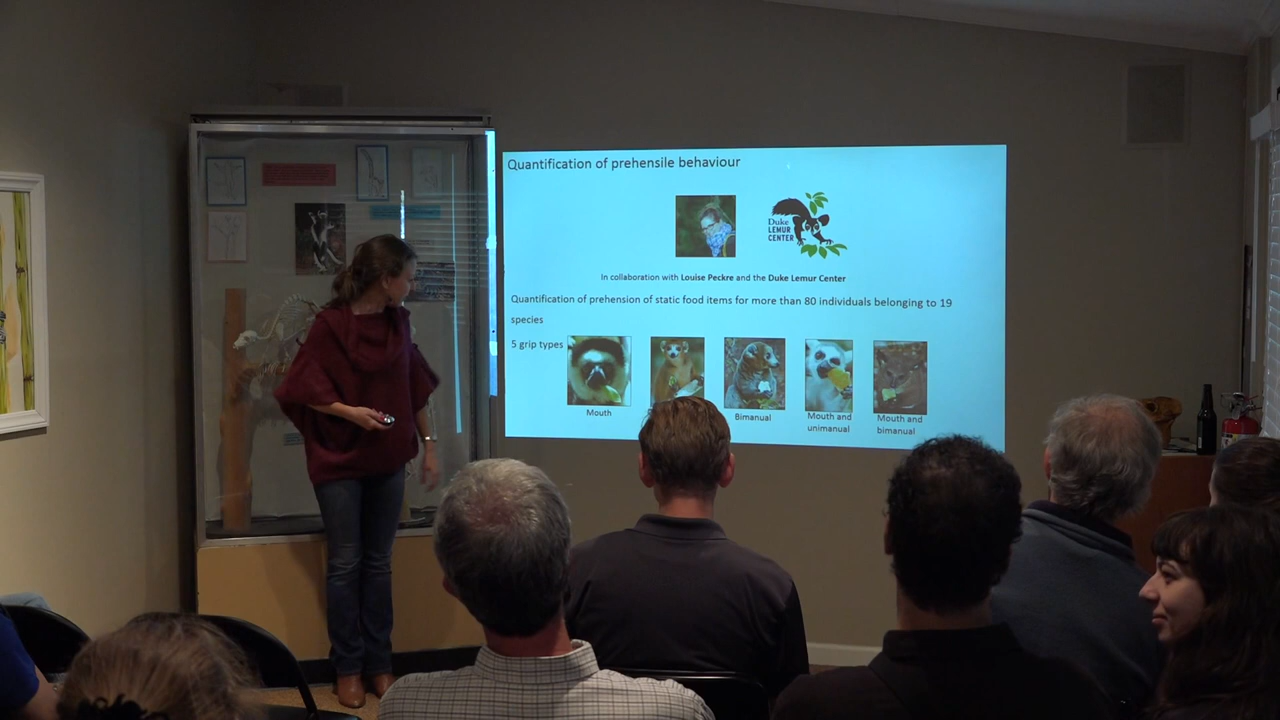 Quantification of prehensile behaviour
Duke
LEMUR
CENTER
In collaboration with Louise Peckre and the Duke Lemur Center
Quantification of prehension of static food items for more than 80 individuals belonging to 19
species
5 grip types
Mouth
Bimanual
Mouth and
unimanual
Mouth and
bimanual